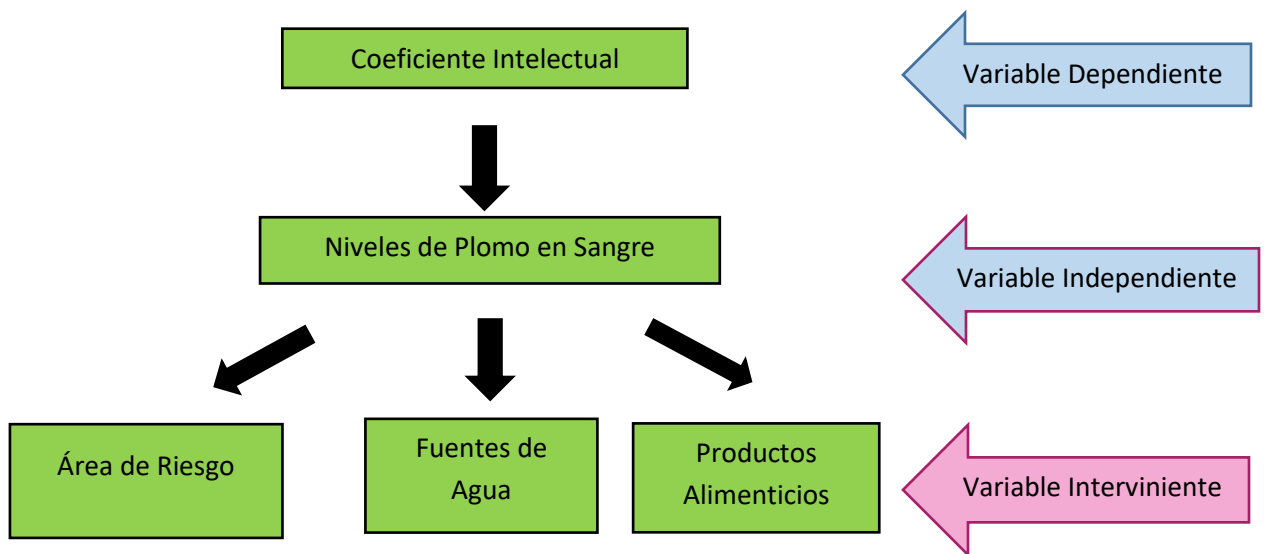 Coeficiente Intelectual
Variable Dependiente
Niveles de Plomo en Sangre
Variable Independiente
Área de Riesgo
Fuentes de
Agua
Productos
Alimenticios
Variable Interviniente